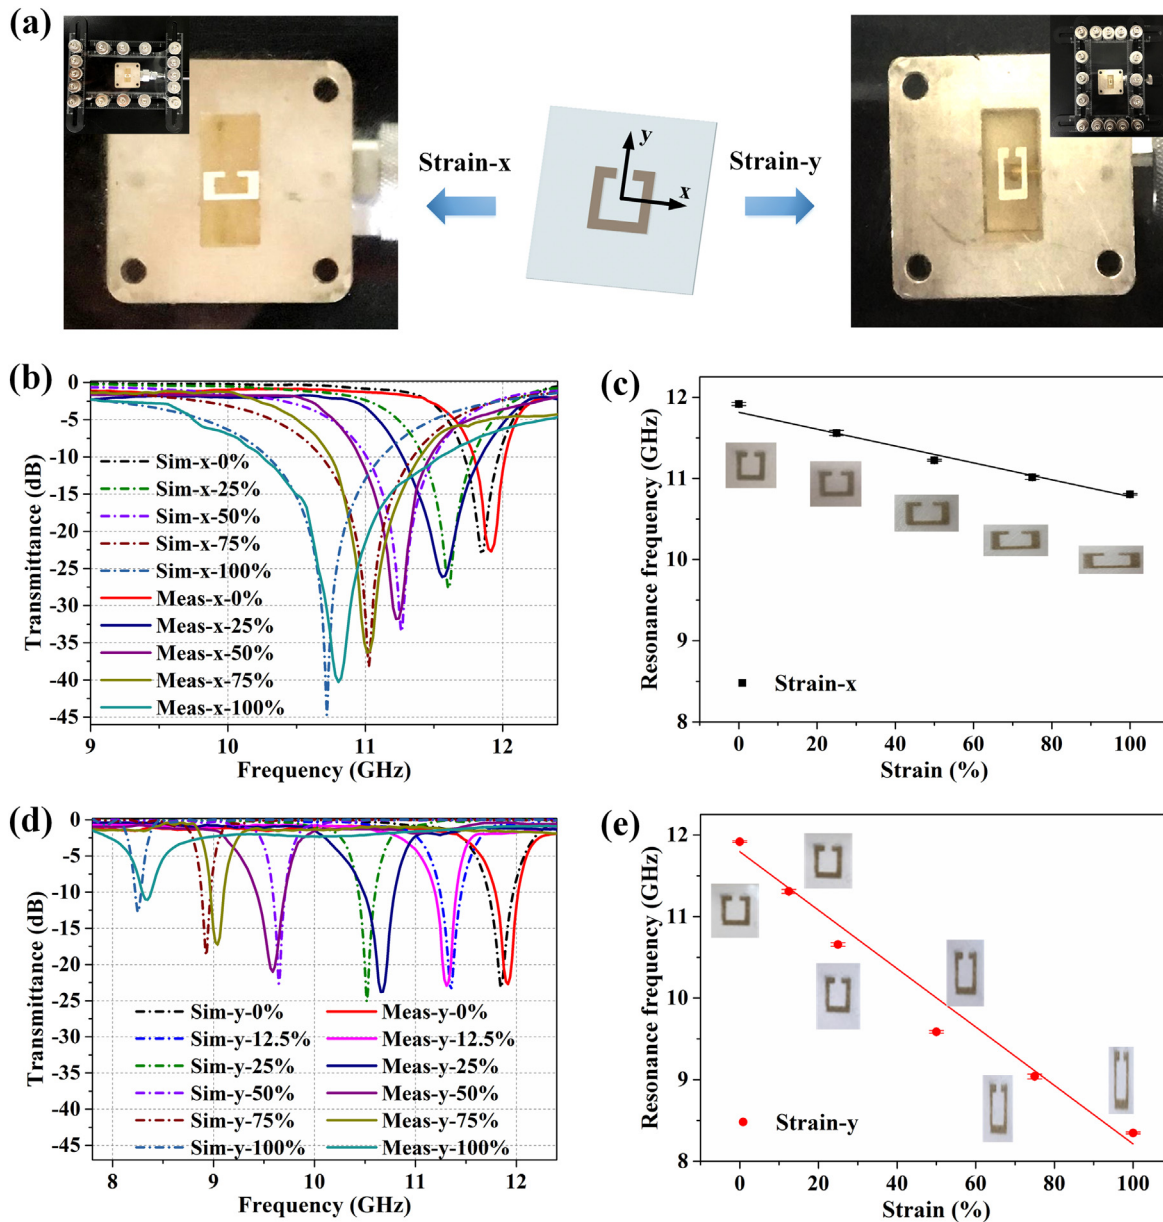 (a)
Strain-x
y
x
Strain-y
(b)
0
-5
-10
-15
-20
-25
-30
-35
-40
-45
Transmittance (dB)
Sim-x-0%
Sim-x-25%
Sim-x-50%
Sim-x-75%
Sim-x-100%
Meas-x-0%
Meas-x-25%
Meas-x-50%
Meas-x-75%
Meas-x-100%
9 10 11 12
Frequency (GHz)
(c)
12
11
10
9
8
Resonance frequency (GHz)
Strain-x
0 20 40 60 80 100
Strain (%)
(d)
0
-5
-10
-15
-20
-25
-30
-35
-40
-45
Transmittance (dB)
Sim-y-0% Meas-y-0%
Sim-y-12.5% Meas-y-12.5%
Sim-y-25% Meas-y-25%
Sim-y-50% Meas-y-50%
Sim-y-75% Meas-y-75%
Sim-y-100% Meas-y-100%
8 9 10 11 12
Frequency (GHz)
(e)
12
11
10
9
8
Resonance frequency (GHz)
Strain-y
0 20 40 60 80 100
Strain (%)